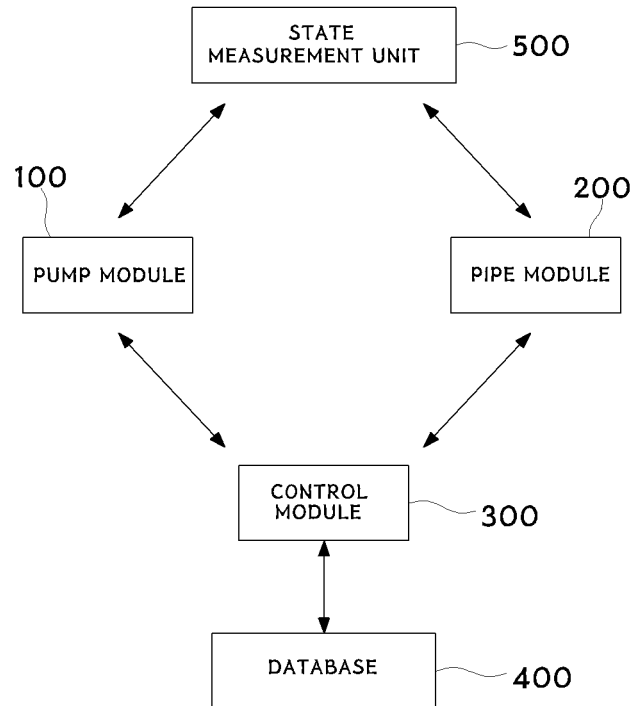 STATE
MEASUREMENT UNIT
500
100
200
PUMP MODULE
PIPE MODULE
CONTROL
MODULE
300
DATABASE
400